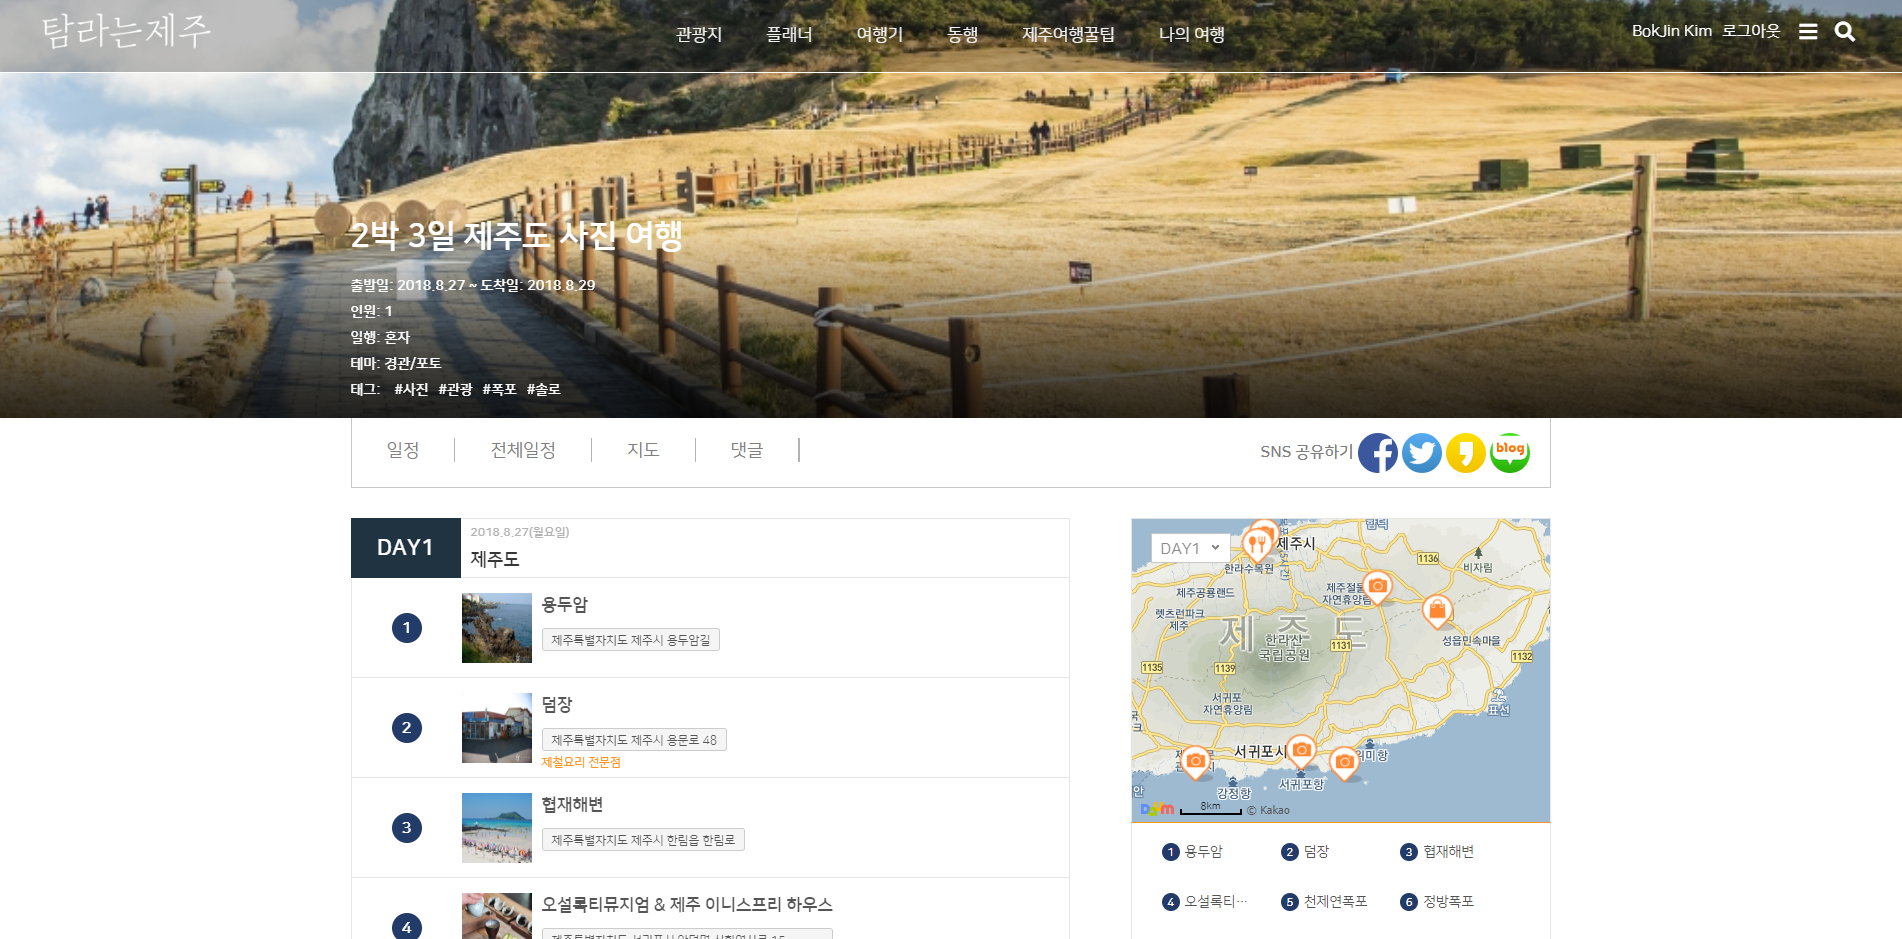 탐라는제주
관광지 플래너 여행기 동행 제주여행꿀팁 나의 여행
BokJin Kim 로그아웃
2박 3일 제주도 사진 여행
출발일: 2018.8.27 ~ 도착일: 2018.8.29
인원: 1
일행: 혼자
테마: 경관/포토
태그: #사진 #관광 #폭포 #솔로
일정 전체일정 지도 댓글
SNS 공유하기
blog
DAY1
2018.8.27(월요일)
제주도
1
용두암
제주특별자치도 제주시 용두암길
2
덤장
제주특별자치도 제주시 용문로 48
제철요리 전문점
3
협재해변
제주특별자치도 제주시 한림읍 한림로
4
오설록티뮤지엄 & 제주 이니스프리 하우스
DAY1
제주시
한라수목원
1136
비자림
제주공룡랜드
자연휴양림
렛츠런파크
제주
제주도
한라산
국립공원
1131
성읍민속마을
1132
1135
1139
서귀포
자연휴양림
표선
서귀포시
위미항
서귀포항
강정항
Daum
8km
© Kakao
1 용두암
2 덤장
3 협재해변
4 오설록티···
5 천제연폭포
6 정방폭포